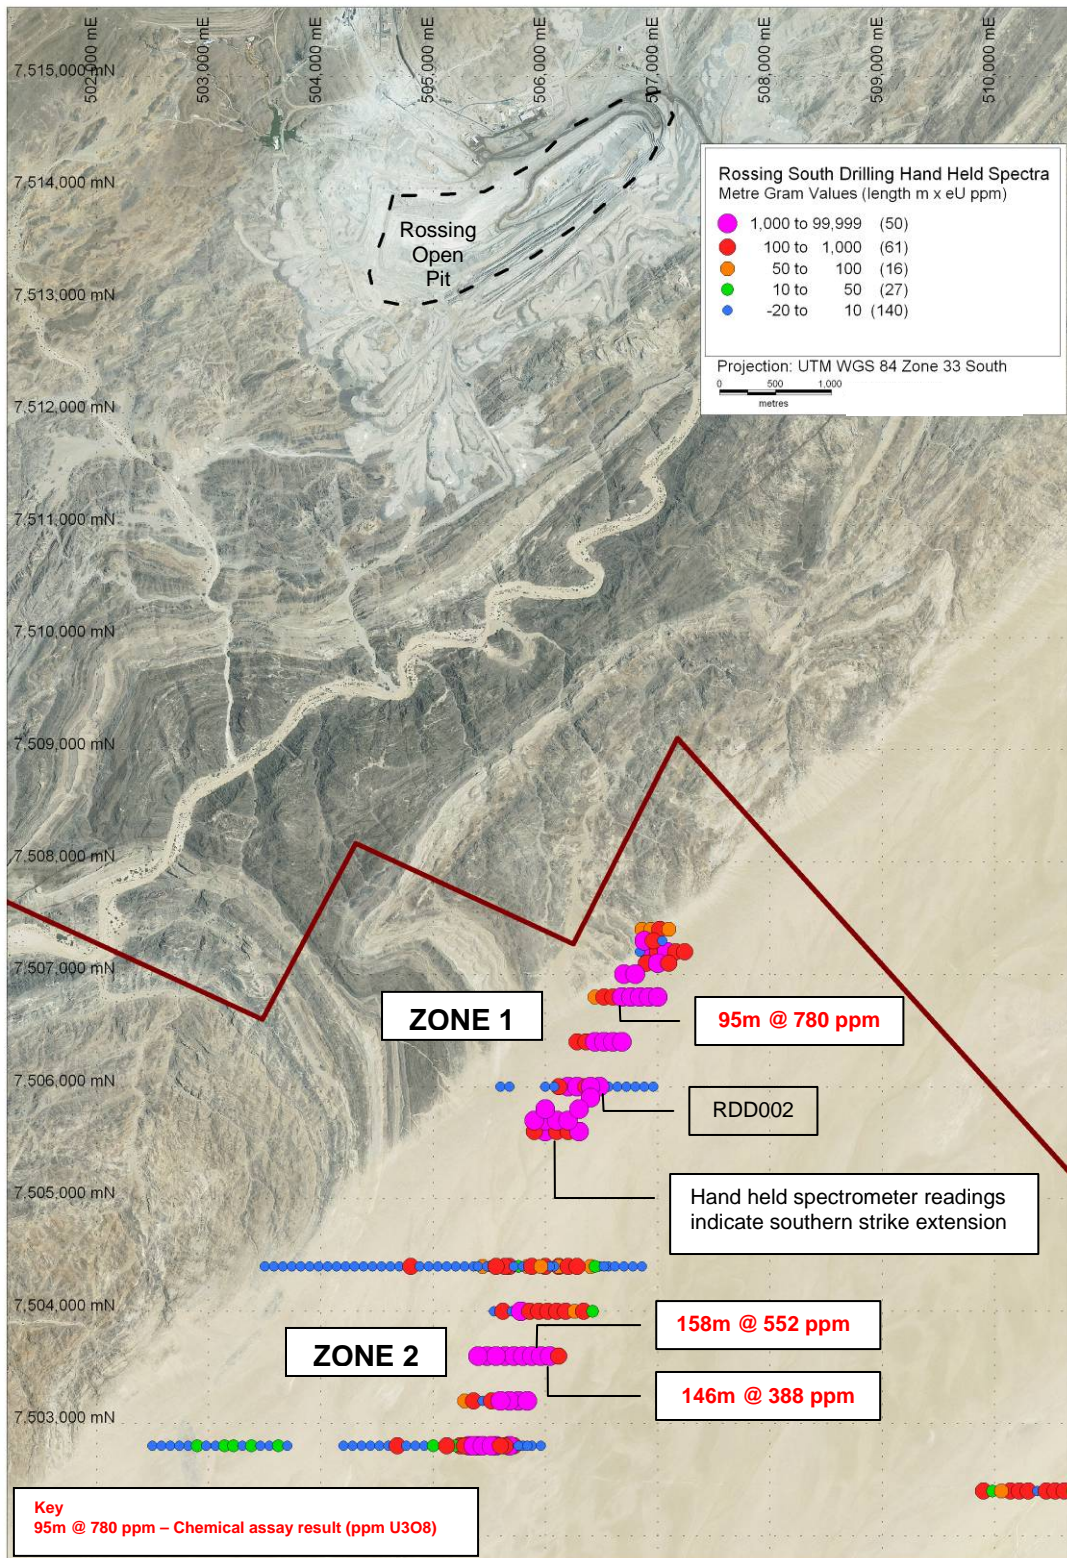 502,000 mE
503,000 mE
504,000 mE
505,000 mE
506,000 mE
507,000 mE
508,000 mE
509,000 mE
510,000 mE
7,515,000 mN
7,514,000 mN
7,513,000 mN
7,512,000 mN
7,511,000 mN
7,510,000 mN
7,509,000 mN
7,508,000 mN
7,507,000 mN
7,506,000 mN
7,505,000 mN
7,504,000 mN
7,503,000 mN
Rossing
Open
Pit
Rossing South Drilling Hand Held Spectra
Metre Gram Values (length m x eU ppm)
1,000 to 99,999 (50)
100 to 1,000 (61)
50 to 100 (16)
10 to 50 (27)
-20 to 10 (140)
Projection: UTM WGS 84 Zone 33 South
0 500 1,000
metres
ZONE 1
95m @ 780 ppm
RDD002
Hand held spectrometer readings
indicate southern strike extension
ZONE 2
158m @ 552 ppm
146m @ 388 ppm
Key
95m @ 780 ppm – Chemical assay result (ppm U3O8)